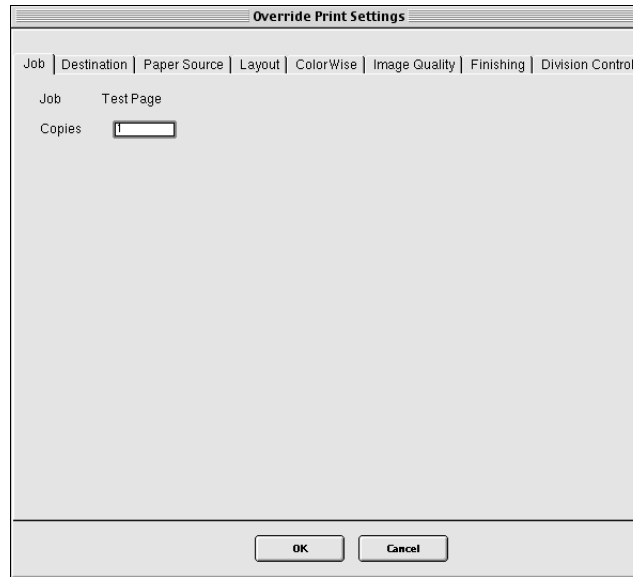 Override Print Settings
Job Destination Paper Source Layout ColorWise Image Quality Finishing Division Control
Job Test Page
Copies 1
OK Cancel